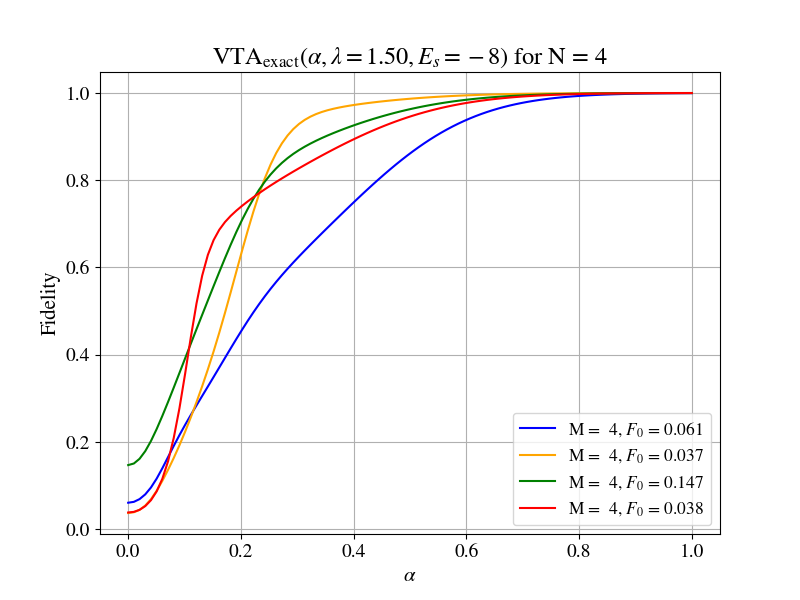 VTA_exact(α, λ = 1.50, E_s = −8) for N = 4
Fidelity
1.0
0.8
0.6
0.4
0.2
0.0
0.0 0.2 0.4 0.6 0.8 1.0
α
M = 4, F_0 = 0.061
M = 4, F_0 = 0.037
M = 4, F_0 = 0.147
M = 4, F_0 = 0.038